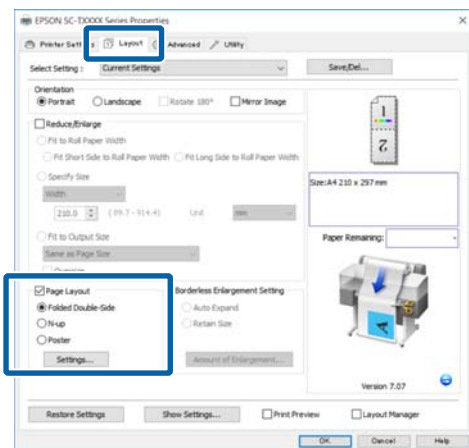 EPSON SC-TXXXX Series Properties
Printer Settings Layout Advanced Utility
Select Setting : Current Settings Save/Del...
Orientation
Portrait Landscape Rotate 180° Mirror Image
Reduce/Enlarge
Fit to Roll Paper Width
Fit Short Side to Roll Paper Width Fit Long Side to Roll Paper Width
Specify Size
Width
210.0 (89.7 - 914.4) Unit mm
Fit to Output Size
Same as Page Size
Oversize
Page Layout
Folded Double-Side
N-up
Poster
Settings...
Borderless Enlargement Setting
Auto Expand
Retain Size
Amount of Enlargement...
1
2
Size:A4 210 x 297 mm
Paper Remaining:
A
Version 7.07
Restore Settings Show Settings... Print Preview Layout Manager
OK Cancel Help